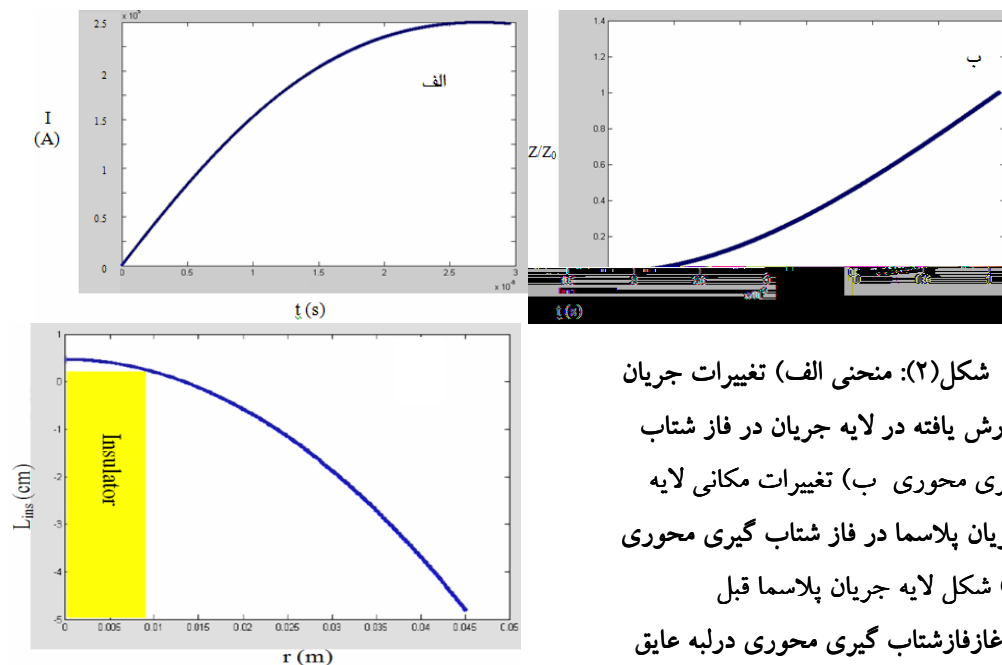 x 10⁵
2.5
2
1.5
1
0.5
0
I
(A)
الف
0 0.5 1 1.5 2 2.5 3
x 10⁻⁶
t (s)
1.4
1.2
1
0.8
0.6
0.4
0.2
Z/Z₀
ب
t (s)
1
0
-1
-2
-3
-4
-5
L_ins (cm)
Insulator
0 0.005 0.01 0.015 0.02 0.025 0.03 0.035 0.04 0.045 0.05
r (m)
شکل(۲): منحنی الف) تغییرات جریان
رش یافته در لایه جریان در فاز شتاب
ری محوری ب) تغییرات مکانی لایه
ریان پلاسما در فاز شتاب گیری محوری
) شکل لایه جریان پلاسما قبل
غازفازشتاب گیری محوری درلبه عایق